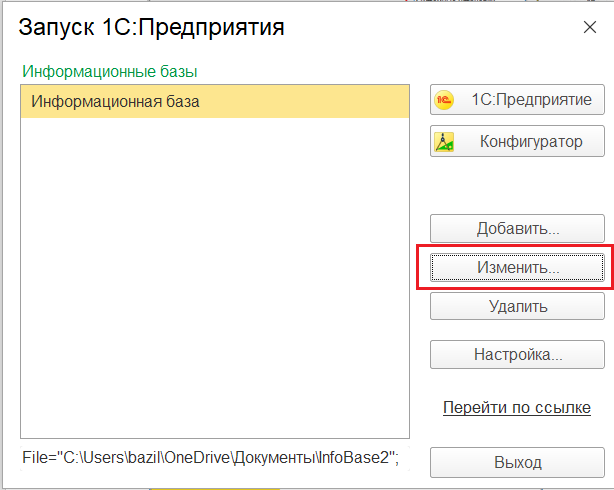 Запуск 1С:Предприятия
Информационные базы
Информационная база
1С:Предприятие
Конфигуратор
Добавить...
Изменить...
Удалить
Настройка...
Перейти по ссылке
File="C:\Users\bazil\OneDrive\Документы\InfoBase2";
Выход